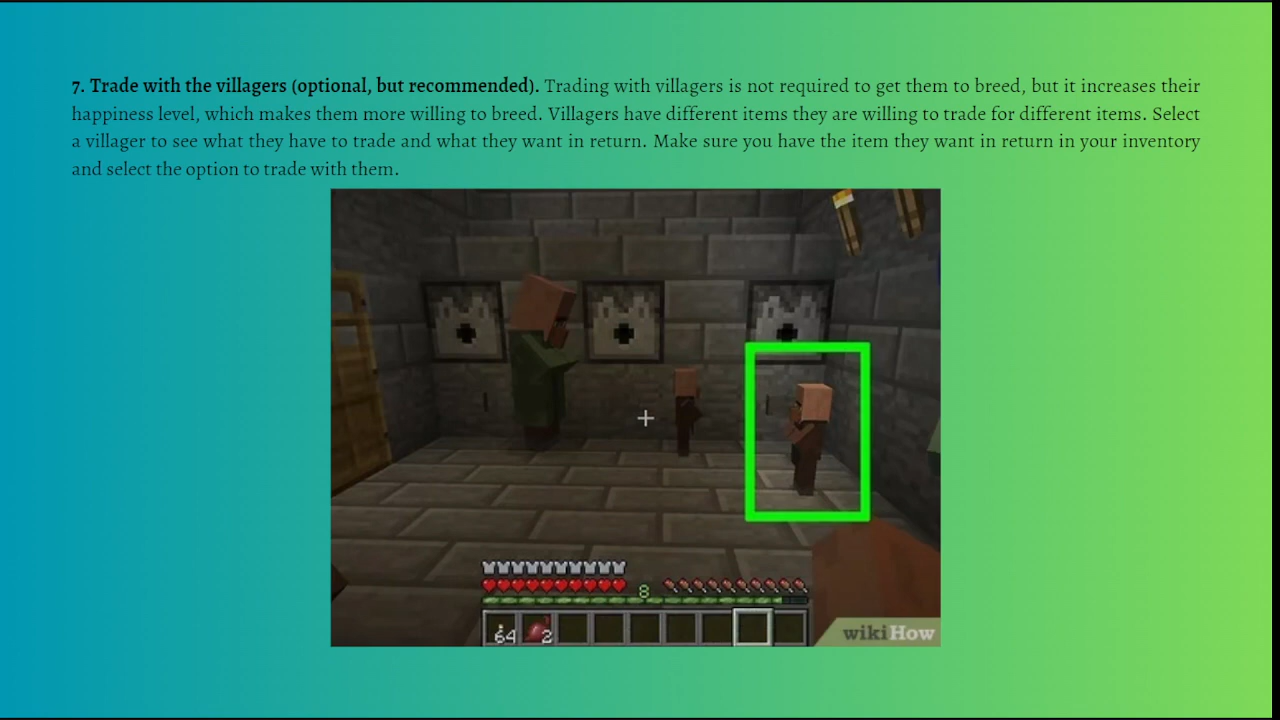 7. Trade with the villagers (optional, but recommended). Trading with villagers is not required to get them to breed, but it increases their
happiness level, which makes them more willing to breed. Villagers have different items they are willing to trade for different items. Select
a villager to see what they have to trade and what they want in return. Make sure you have the item they want in return in your inventory
and select the option to trade with them.
8
64 2
wikiHow